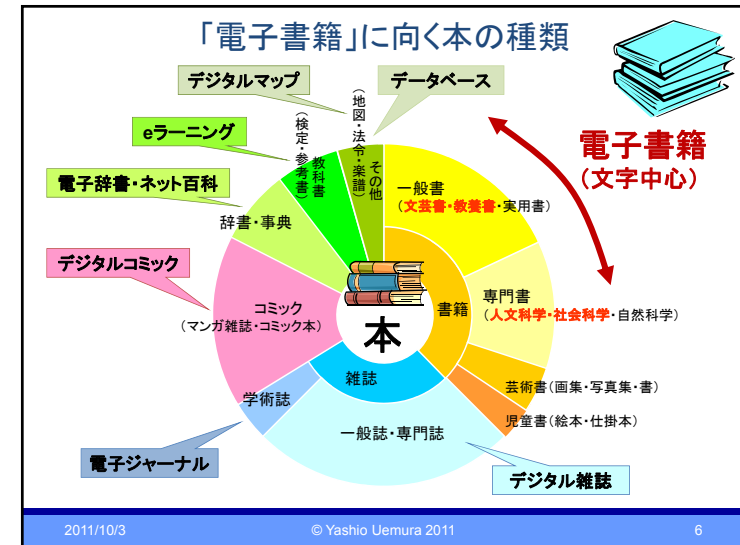 「電子書籍」に向く本の種類
デジタルマップ
データベース
eラーニング
電子辞書・ネット百科
デジタルコミック
電子ジャーナル
デジタル雑誌
電子書籍
(文字中心)
一般書
(文芸書・教養書・実用書)
専門書
(人文科学・社会科学・自然科学)
芸術書(画集・写真集・書)
児童書(絵本・仕掛本)
書籍
雑誌
本
一般誌・専門誌
学術誌
コミック
(マンガ雑誌・コミック本)
辞書・事典
教科書
(検定・参考書)
その他
(地図・法令・楽譜)
2011/10/3
© Yashio Uemura 2011
6